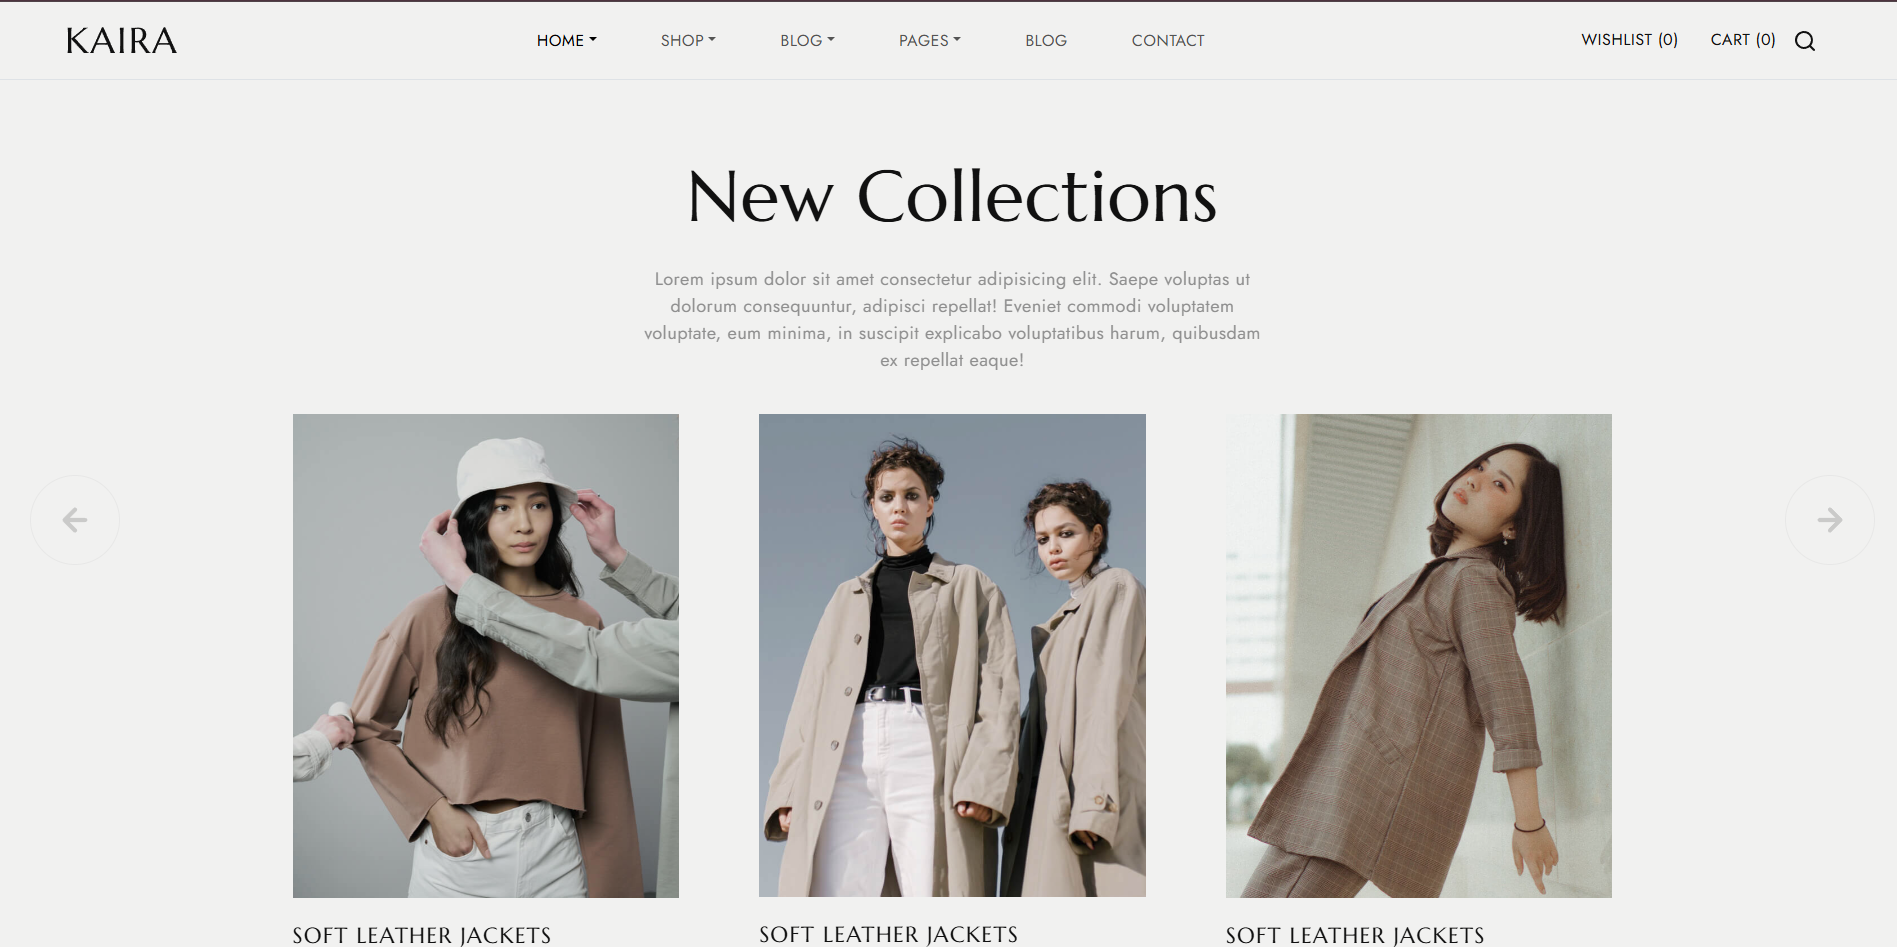 KAIRA
HOME
SHOP
BLOG
PAGES
BLOG
CONTACT
WISHLIST (0)
CART (0)
New Collections
Lorem ipsum dolor sit amet consectetur adipisicing elit. Saepe voluptas ut
dolorum consequuntur, adipisci repellat! Eveniet commodi voluptatem
voluptate, eum minima, in suscipit explicabo voluptatibus harum, quibusdam
ex repellat eaque!
SOFT LEATHER JACKETS
SOFT LEATHER JACKETS
SOFT LEATHER JACKETS